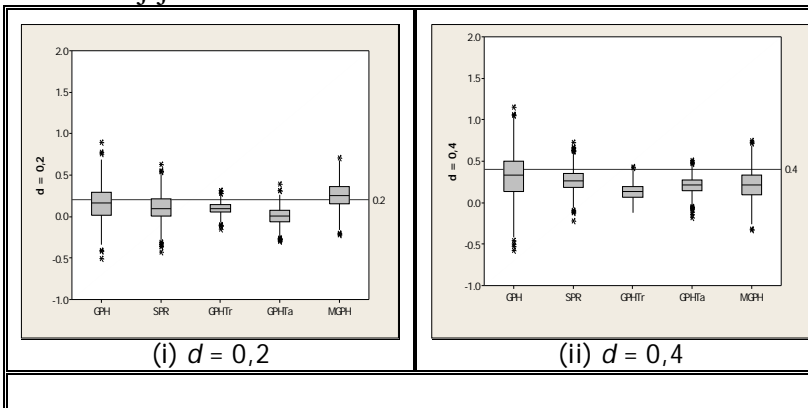 2.0
1.5
1.0
0.5
0.0
-0.5
-1.0
d = 0,2
0.2
GPH SPR GPHTr GPHTa MGPH
(i) d = 0,2
2.0
1.5
1.0
0.5
0.0
-0.5
-1.0
d = 0,4
0.4
GPH SPR GPHTr GPHTa MGPH
(ii) d = 0,4